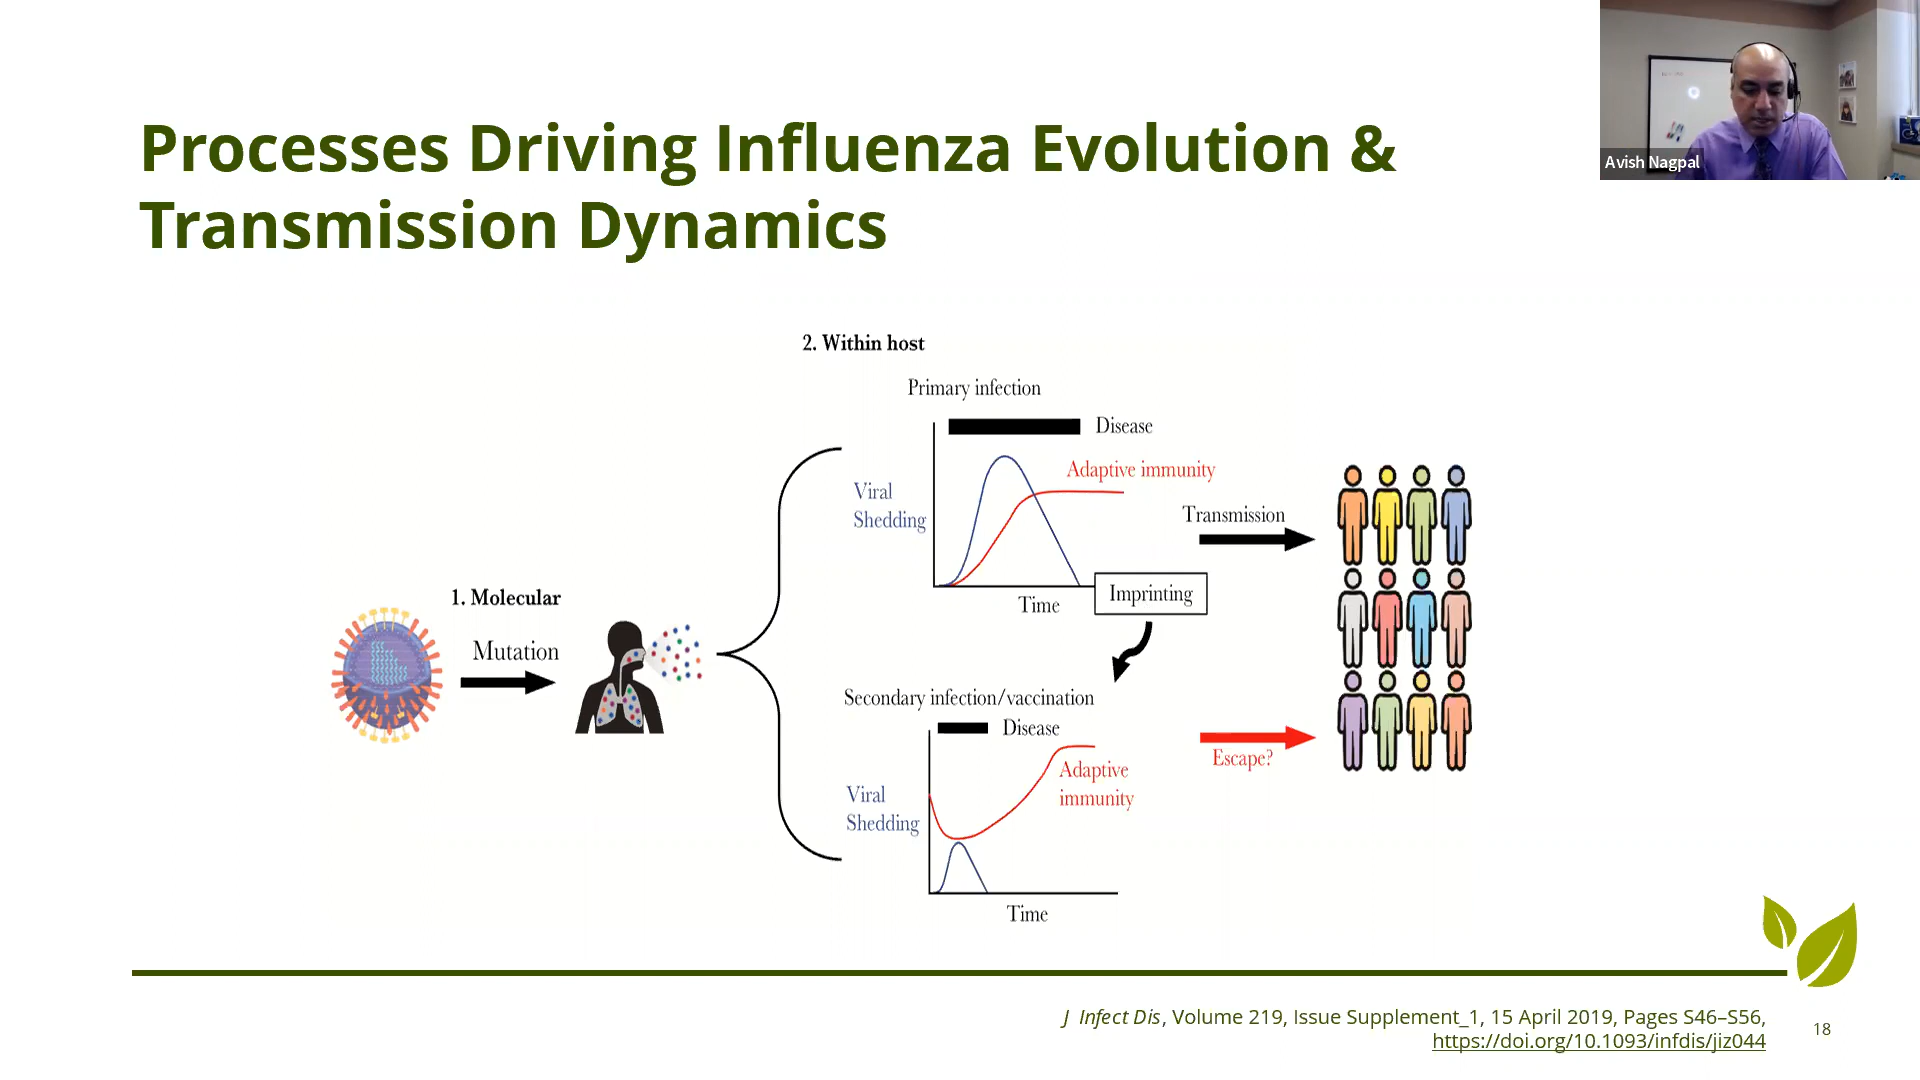 Processes Driving Influenza Evolution &
Transmission Dynamics
Avish Nagpal
2. Within host
Primary infection
Disease
Adaptive immunity
Viral
Shedding
Transmission
Time
Imprinting
1. Molecular
Mutation
Secondary infection/vaccination
Disease
Adaptive
immunity
Viral
Shedding
Time
Escape?
J Infect Dis, Volume 219, Issue Supplement_1, 15 April 2019, Pages S46–S56,
https://doi.org/10.1093/infdis/jiz044
18